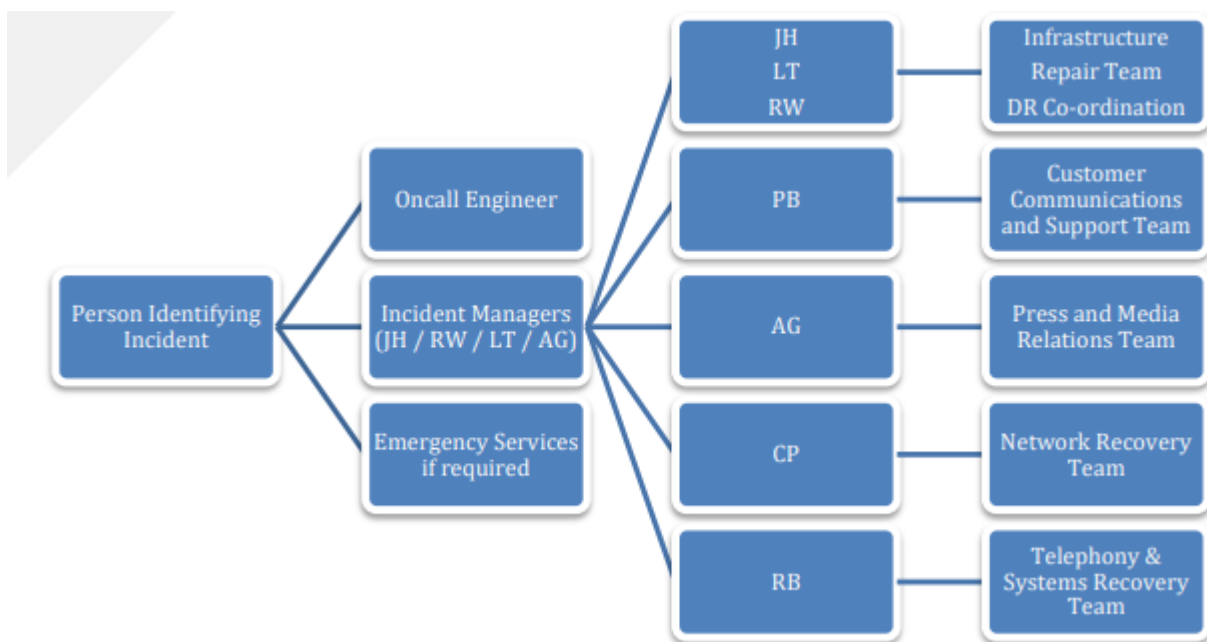 Person Identifying
Incident
Oncall Engineer
Incident Managers
(JH / RW / LT / AG)
Emergency Services
if required
JH
LT
RW
PB
AG
CP
RB
Infrastructure
Repair Team
DR Co-ordination
Customer
Communications
and Support Team
Press and Media
Relations Team
Network Recovery
Team
Telephony &
Systems Recovery
Team